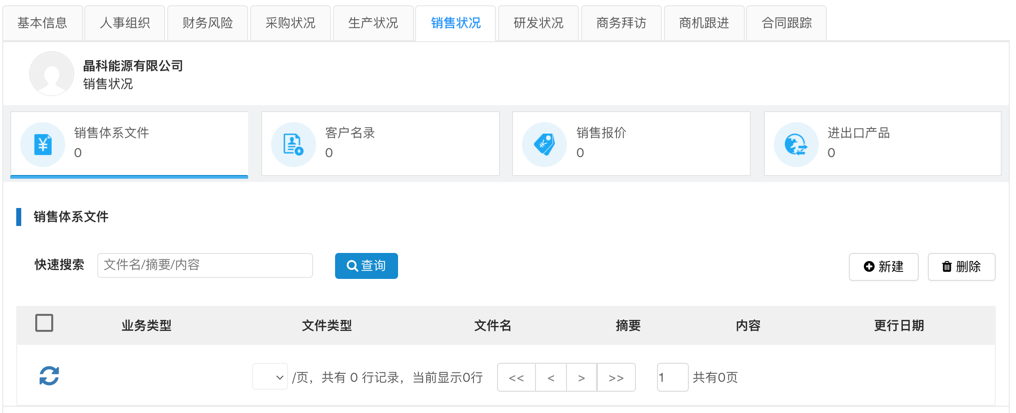 基本信息 人事组织 财务风险 采购状况 生产状况 销售状况 研发状况 商务拜访 商机跟进 合同跟踪
晶科能源有限公司
销售状况
销售体系文件 客户名录 销售报价 进出口产品
0 0 0 0
销售体系文件
快速搜索 文件名/摘要/内容 查询 新建 删除
业务类型 文件类型 文件名 摘要 内容 更行日期
/页，共有 0 行记录，当前显示0行 << < > >> 1 共有0页